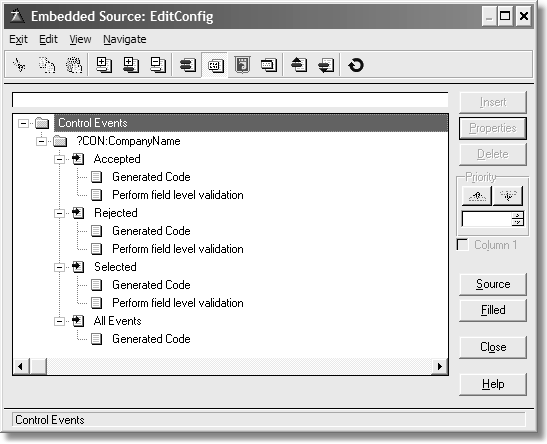 Embedded Source: EditConfig
Exit Edit View Navigate
Insert
Control Events
Properties
?CON:CompanyName
Delete
Accepted
Generated Code
Priority
Perform field level validation
Rejected
Generated Code
Column 1
Perform field level validation
Selected
Generated Code
Source
Perform field level validation
Filled
All Events
Generated Code
Close
Help
Control Events